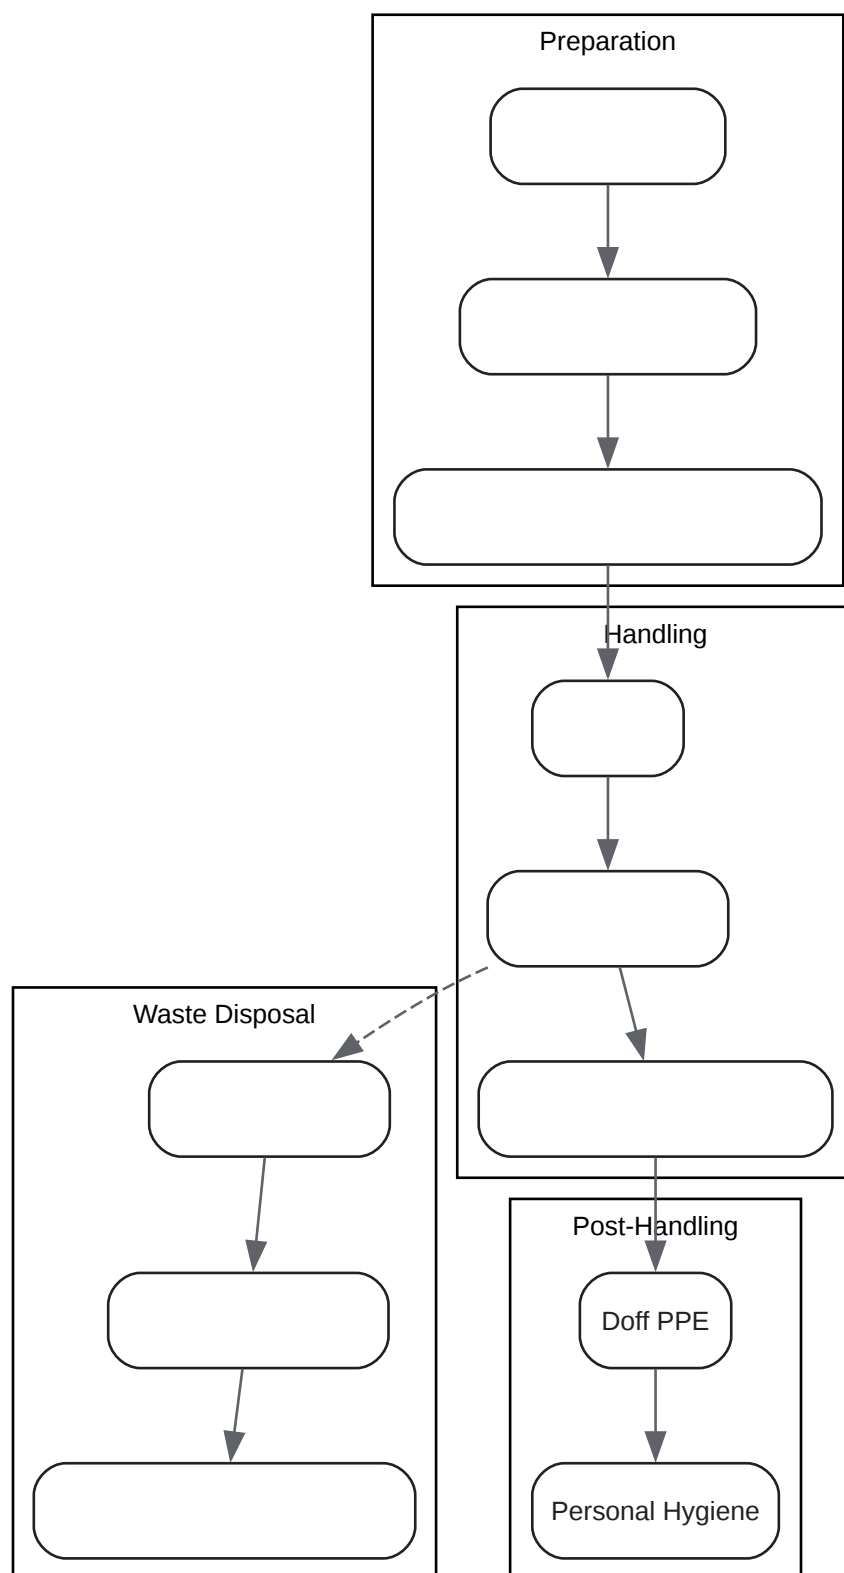 Preparation
Handling
Waste Disposal
Post-Handling
Doff PPE
Personal Hygiene